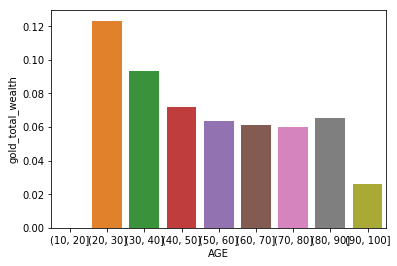 0.12
0.10
0.08
0.06
0.04
0.02
0.00
gold_total_wealth
(10, 20] (20, 30] (30, 40] (40, 50] (50, 60] (60, 70] (70, 80] (80, 90] (90, 100]
AGE